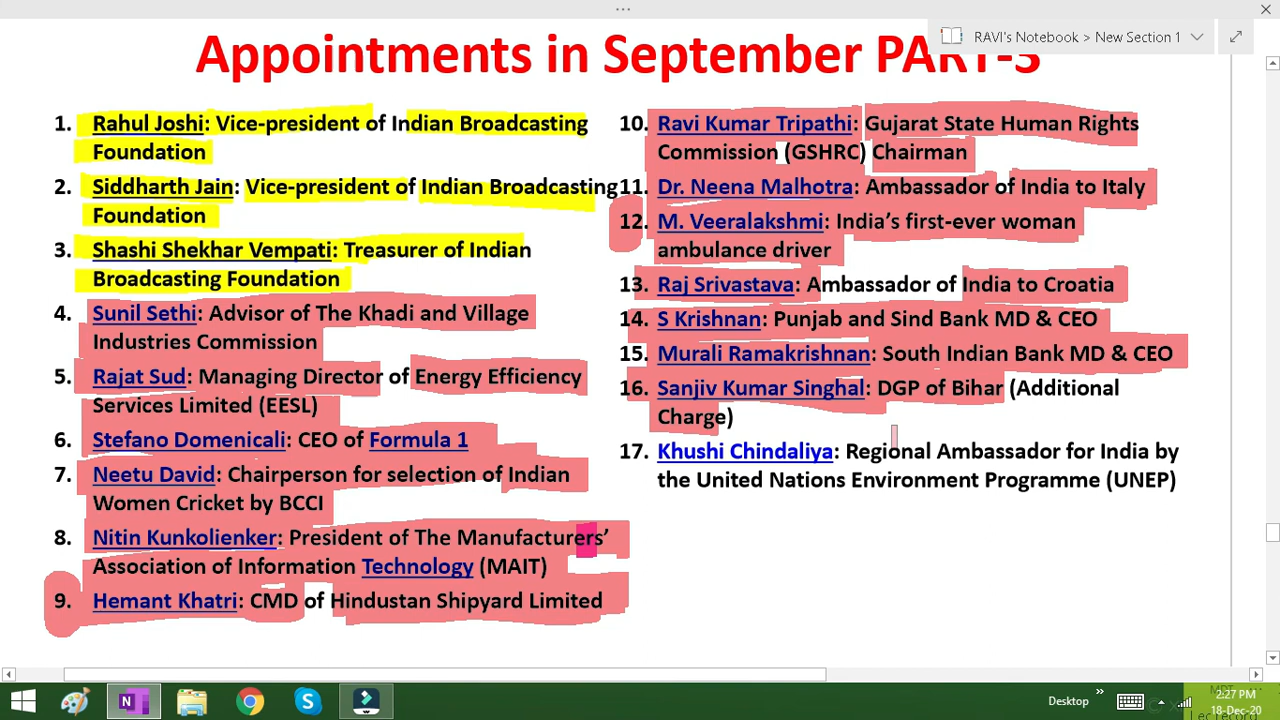 ...
RAVI's Notebook > New Section 1
Appointments in September PART-3
1. Rahul Joshi: Vice-president of Indian Broadcasting
Foundation
2. Siddharth Jain: Vice-president of Indian Broadcasting
Foundation
3. Shashi Shekhar Vempati: Treasurer of Indian
Broadcasting Foundation
4. Sunil Sethi: Advisor of The Khadi and Village
Industries Commission
5. Rajat Sud: Managing Director of Energy Efficiency
Services Limited (EESL)
6. Stefano Domenicali: CEO of Formula 1
7. Neetu David: Chairperson for selection of Indian
Women Cricket by BCCI
8. Nitin Kunkolienker: President of The Manufacturers’
Association of Information Technology (MAIT)
9. Hemant Khatri: CMD of Hindustan Shipyard Limited
10. Ravi Kumar Tripathi: Gujarat State Human Rights
Commission (GSHRC) Chairman
11. Dr. Neena Malhotra: Ambassador of India to Italy
12. M. Veeralakshmi: India’s first-ever woman
ambulance driver
13. Raj Srivastava: Ambassador of India to Croatia
14. S Krishnan: Punjab and Sind Bank MD & CEO
15. Murali Ramakrishnan: South Indian Bank MD & CEO
16. Sanjiv Kumar Singhal: DGP of Bihar (Additional
Charge)
17. Khushi Chindaliya: Regional Ambassador for India by
the United Nations Environment Programme (UNEP)
Desktop
2:27 PM
18-Dec-20